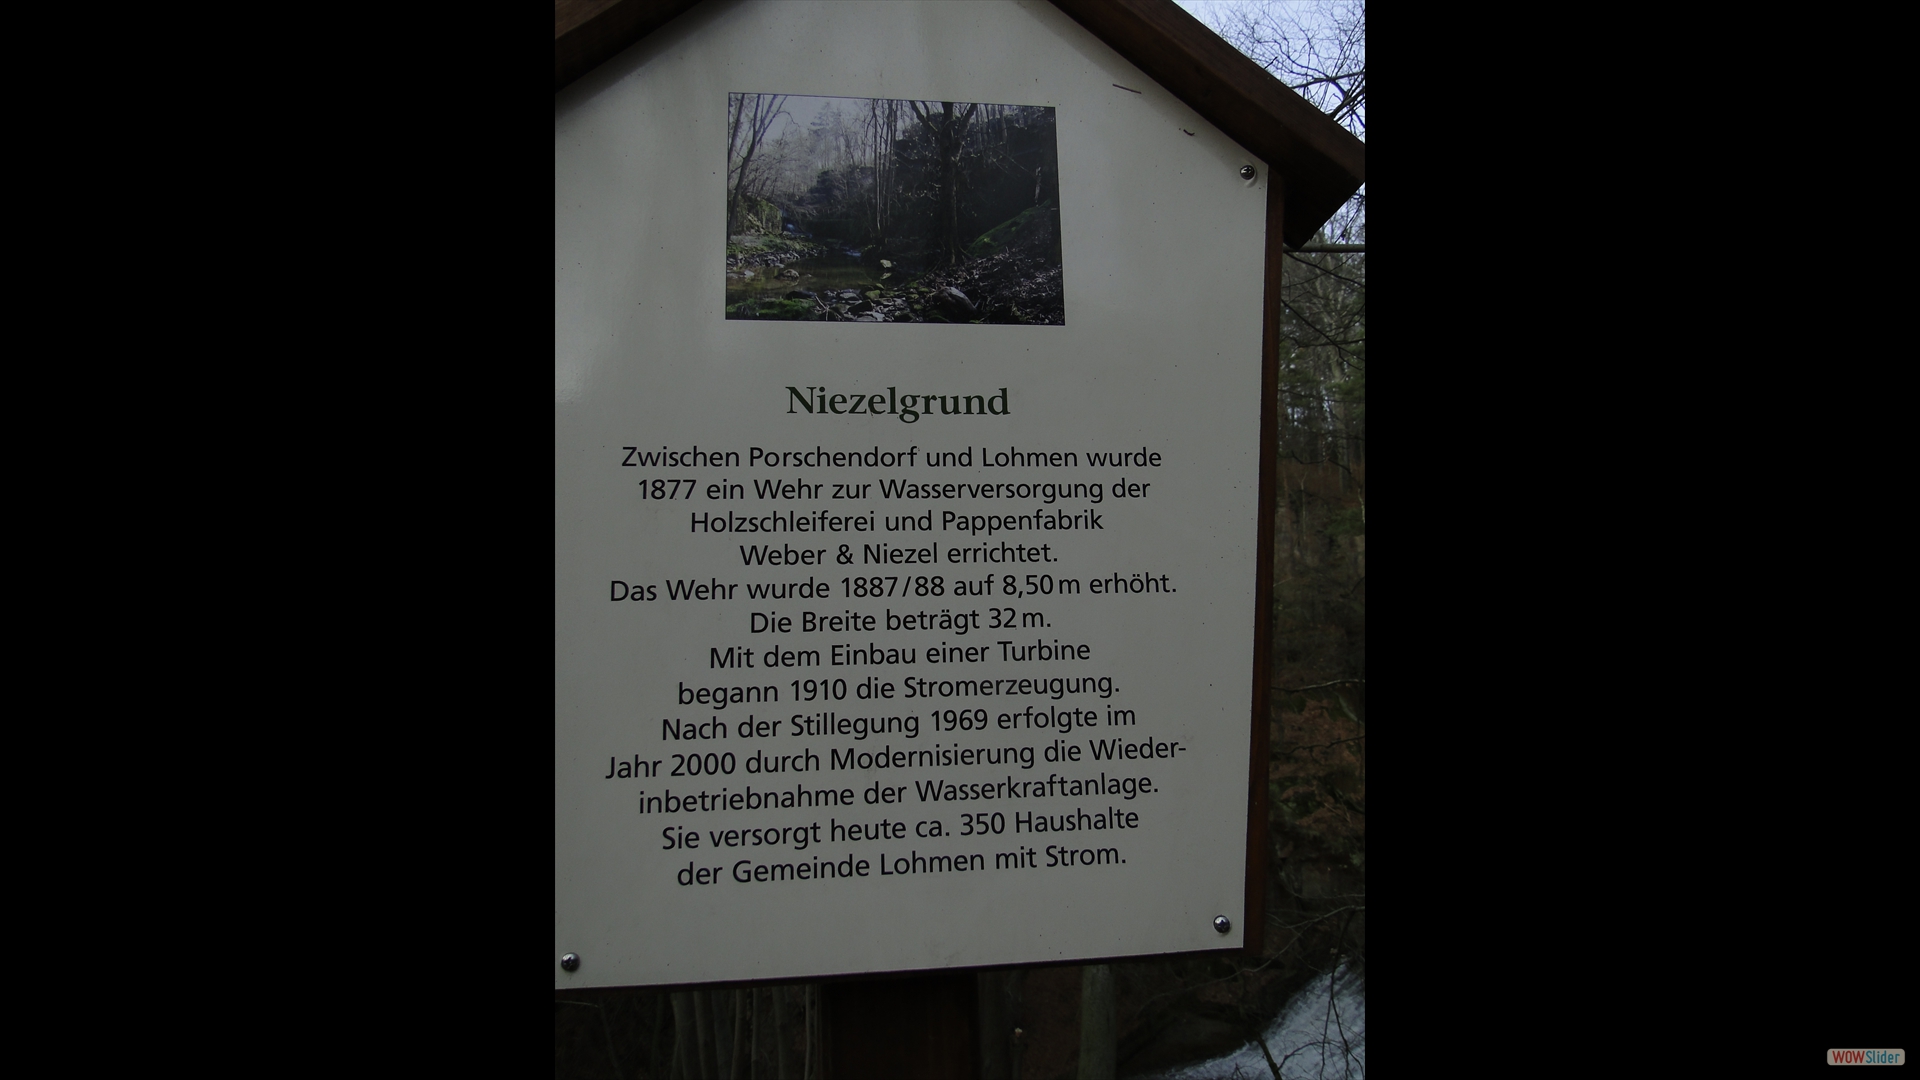 Niezelgrund
Zwischen Porschendorf und Lohmen wurde
1877 ein Wehr zur Wasserversorgung der
Holzschleiferei und Pappenfabrik
Weber & Niezel errichtet.
Das Wehr wurde 1887/88 auf 8,50 m erhöht.
Die Breite beträgt 32 m.
Mit dem Einbau einer Turbine
begann 1910 die Stromerzeugung.
Nach der Stillegung 1969 erfolgte im
Jahr 2000 durch Modernisierung die Wieder-
inbetriebnahme der Wasserkraftanlage.
Sie versorgt heute ca. 350 Haushalte
der Gemeinde Lohmen mit Strom.
WOWSlider